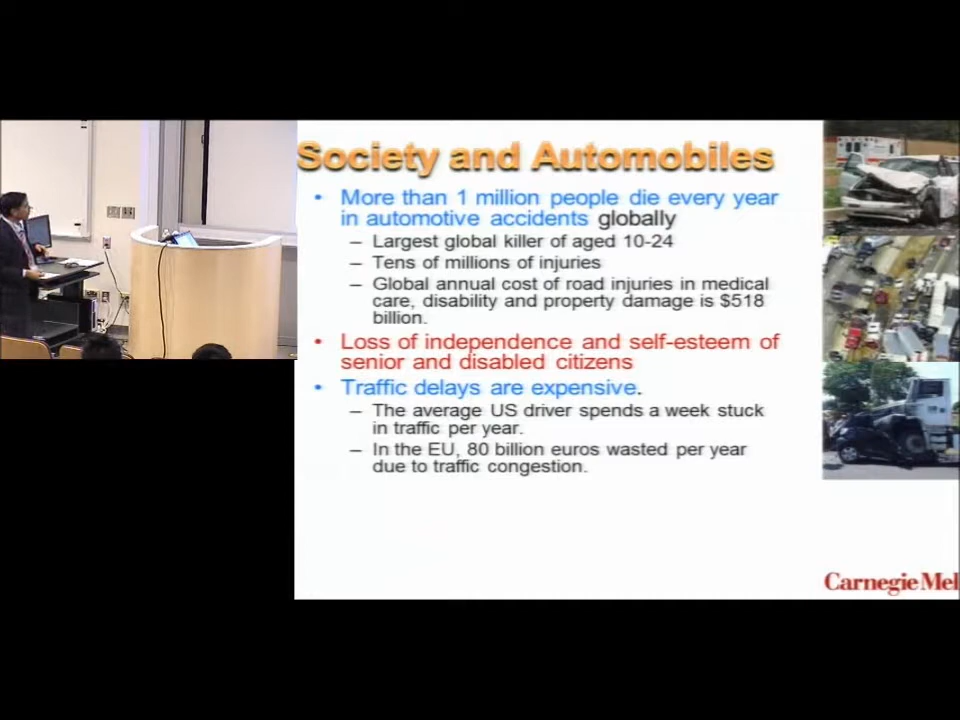 Society and Automobiles
• More than 1 million people die every year
in automotive accidents globally
– Largest global killer of aged 10-24
– Tens of millions of injuries
– Global annual cost of road injuries in medical
care, disability and property damage is $518
billion.
• Loss of independence and self-esteem of
senior and disabled citizens
• Traffic delays are expensive.
– The average US driver spends a week stuck
in traffic per year.
– In the EU, 80 billion euros wasted per year
due to traffic congestion.
Carnegie Mel